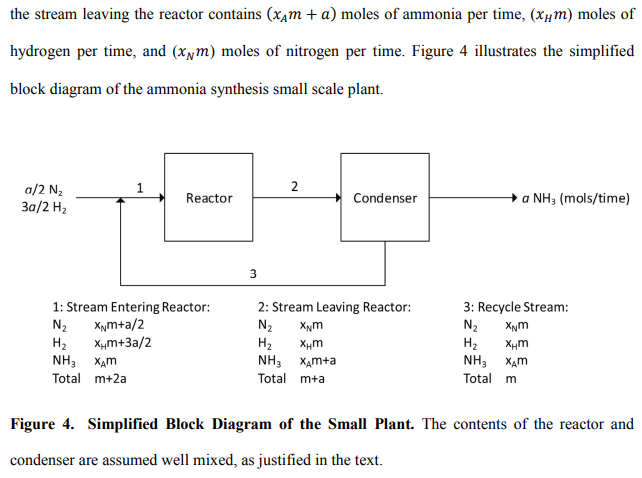 the stream leaving the reactor contains (x_Am + a) moles of ammonia per time, (x_Hm) moles of
hydrogen per time, and (x_Nm) moles of nitrogen per time. Figure 4 illustrates the simplified
block diagram of the ammonia synthesis small scale plant.
a/2 N₂
3a/2 H₂
1
Reactor
2
Condenser
a NH₃ (mols/time)
3
1: Stream Entering Reactor:
N₂ x_Nm+a/2
H₂ x_Hm+3a/2
NH₃ x_Am
Total m+2a
2: Stream Leaving Reactor:
N₂ x_Nm
H₂ x_Hm
NH₃ x_Am+a
Total m+a
3: Recycle Stream:
N₂ x_Nm
H₂ x_Hm
NH₃ x_Am
Total m
Figure 4. Simplified Block Diagram of the Small Plant. The contents of the reactor and
condenser are assumed well mixed, as justified in the text.